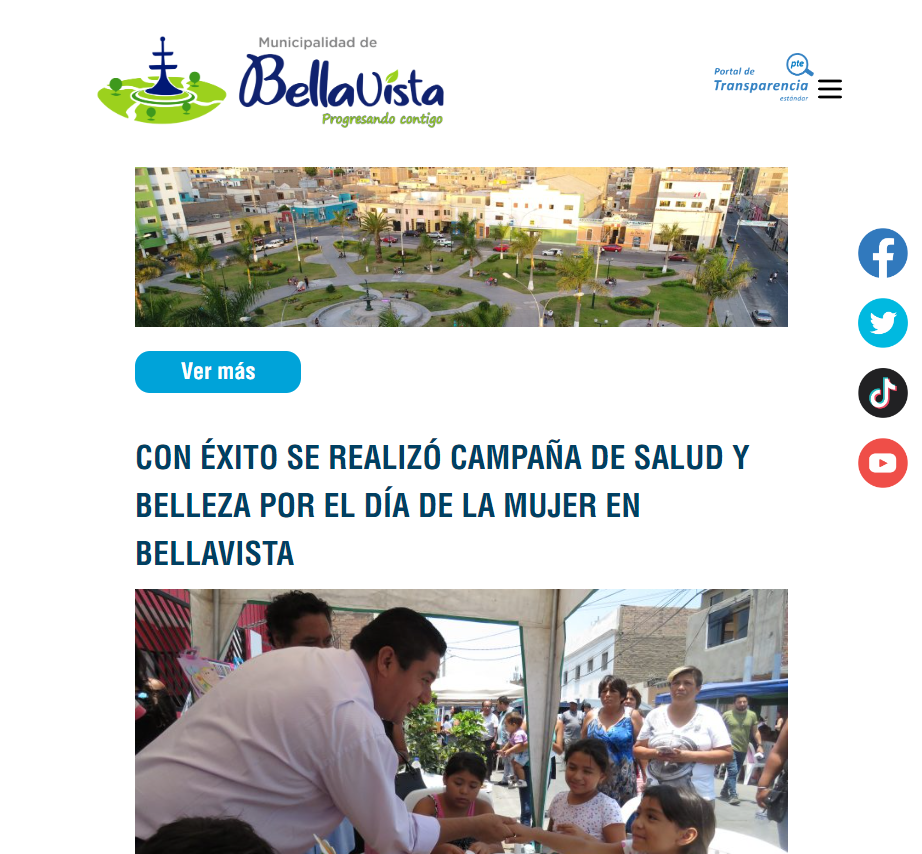 Municipalidad de
BellaVista
Progresando contigo
pte
Portal de
Transparencia
estándar
Ver más
CON ÉXITO SE REALIZÓ CAMPAÑA DE SALUD Y
BELLEZA POR EL DÍA DE LA MUJER EN
BELLAVISTA